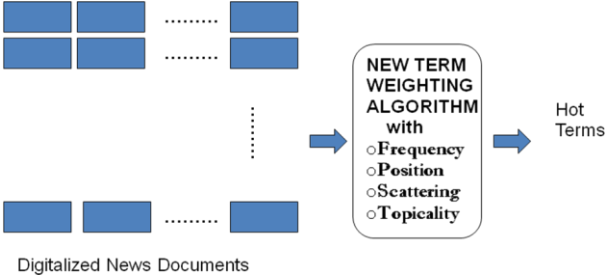 NEW TERM
WEIGHTING
ALGORITHM
with
○Frequency
○Position
○Scattering
○Topicality
Hot
Terms
Digitalized News Documents